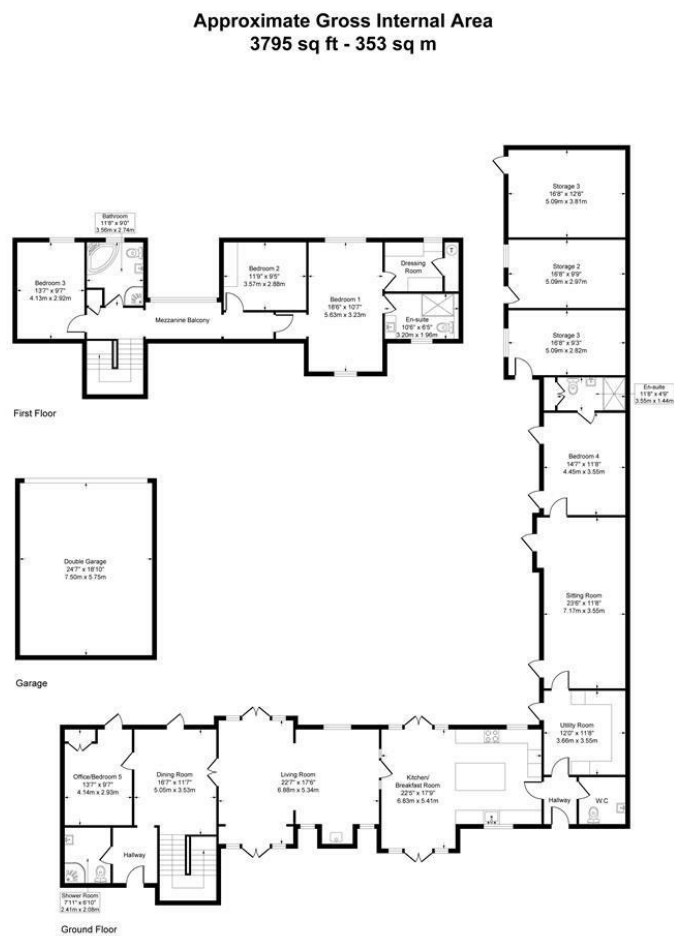 Approximate Gross Internal Area
3795 sq ft - 353 sq m
Storage 3
16'8" x 12'6"
5.09m x 3.81m
Bathroom
11'8" x 9'0"
3.56m x 2.74m
Bedroom 3
13'7" x 9'7"
4.13m x 2.92m
Bedroom 2
11'9" x 9'5"
3.57m x 2.88m
Dressing
Room
T
Storage 2
16'8" x 9'9"
5.09m x 2.97m
Bedroom 1
18'6" x 10'7"
5.63m x 3.23m
Mezzanine Balcony
En-suite
10'6" x 6'5"
3.20m x 1.96m
Storage 3
16'8" x 9'3"
5.09m x 2.82m
En-suite
11'8" x 4'9"
3.55m x 1.44m
First Floor
Bedroom 4
14'7" x 11'8"
4.45m x 3.55m
Double Garage
24'7" x 18'10"
7.50m x 5.75m
Sitting Room
23'6" x 11'8"
7.17m x 3.55m
Garage
Utility Room
12'0" x 11'8"
3.66m x 3.55m
Office/Bedroom 5
13'7" x 9'7"
4.14m x 2.93m
Dining Room
16'7" x 11'7"
5.05m x 3.53m
Living Room
22'7" x 17'6"
6.88m x 5.34m
Kitchen/
Breakfast Room
22'5" x 17'9"
6.83m x 5.41m
Hallway
W.C
Hallway
Shower Room
7'11" x 6'10"
2.41m x 2.08m
Ground Floor